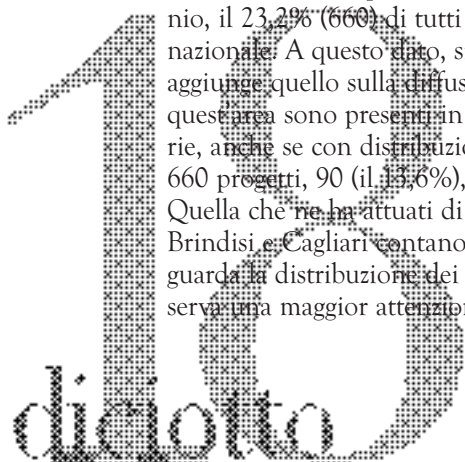 nio, il 23,2% (660) di tutti
nazionale. A questo dato, s
aggiunge quello sulla diffus
quest'area sono presenti in
rie, anche se con distribuzio
660 progetti, 90 (il 13,6%),
Quella che ne ha attuati di
Brindisi e Cagliari contano
guarda la distribuzione dei
serva una maggior attenzion
18
diciotto